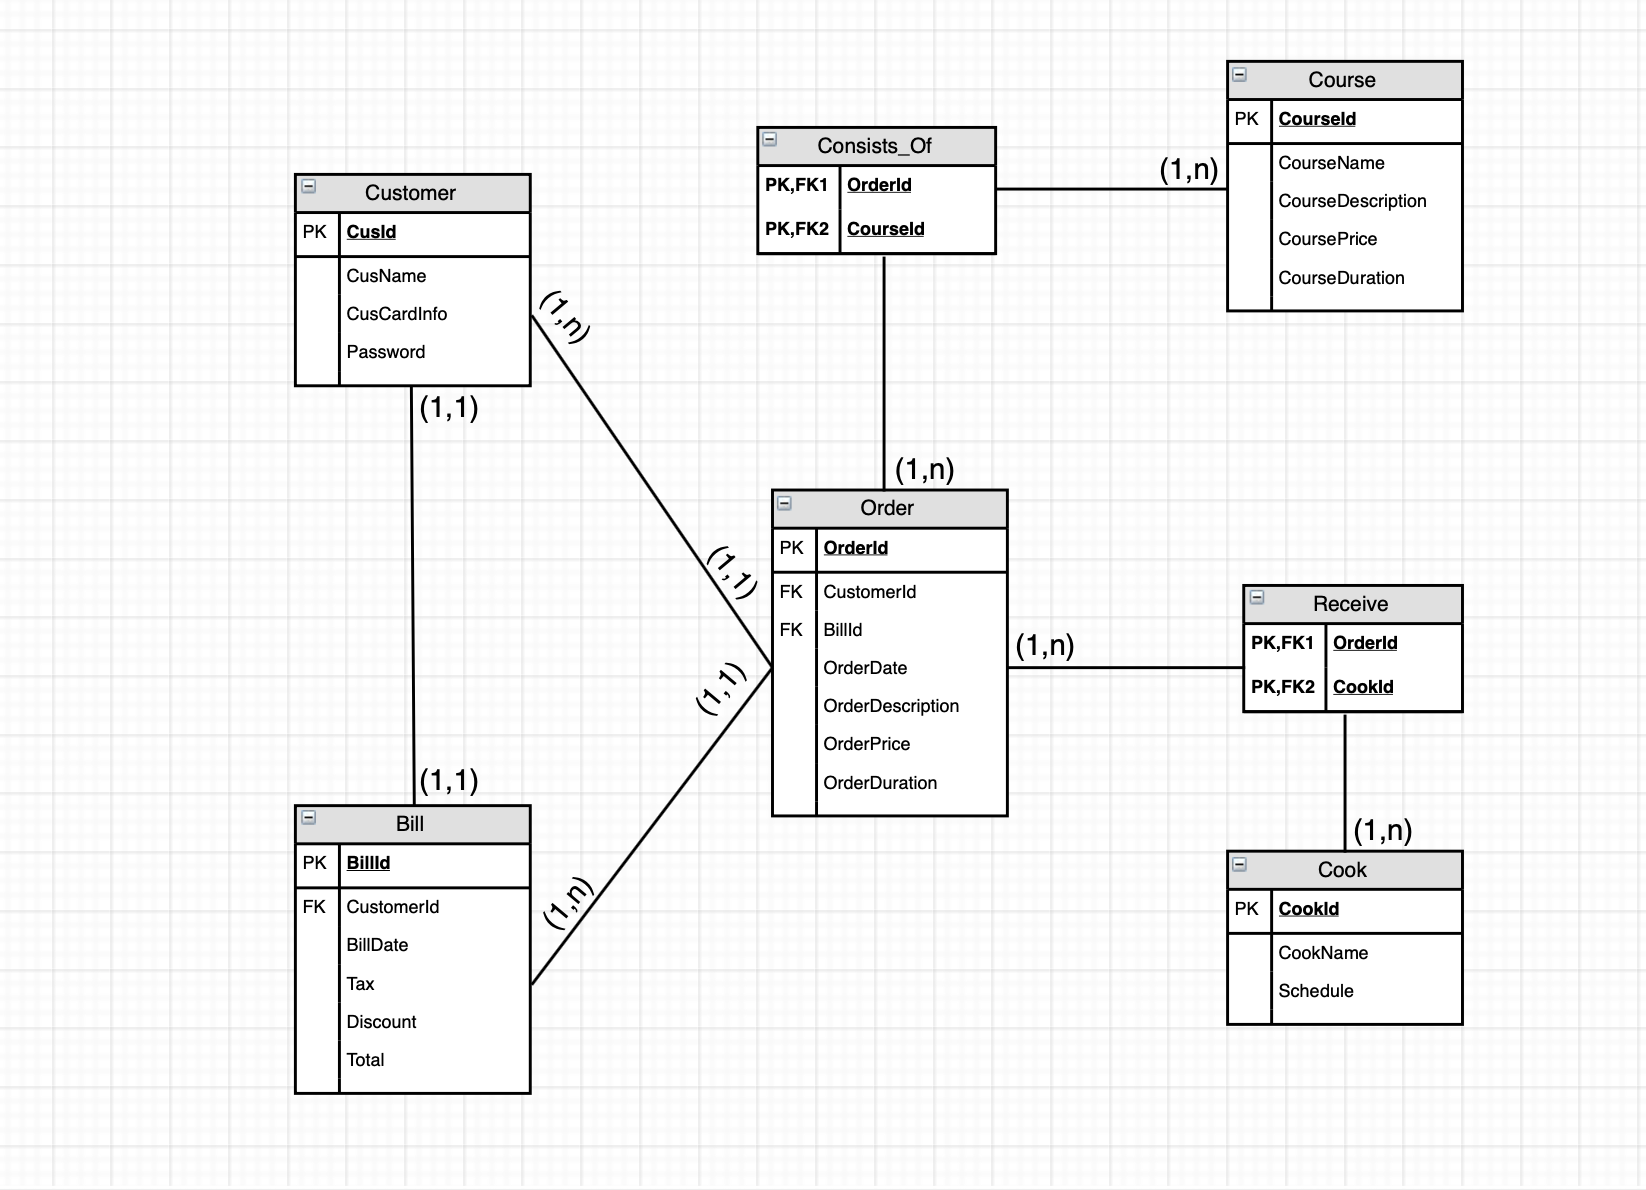 Customer
PK CusId
CusName
CusCardInfo
Password
(1,n)
(1,1)
(1,1)
(1,1)
Bill
PK BillId
FK CustomerId
BillDate
Tax
Discount
Total
(1,n)
(1,1)
Consists_Of
PK,FK1 OrderId
PK,FK2 CourseId
(1,n)
(1,n)
Course
PK CourseId
CourseName
CourseDescription
CoursePrice
CourseDuration
Order
PK OrderId
FK CustomerId
FK BillId
OrderDate
OrderDescription
OrderPrice
OrderDuration
(1,n)
Receive
PK,FK1 OrderId
PK,FK2 CookId
(1,n)
Cook
PK CookId
CookName
Schedule